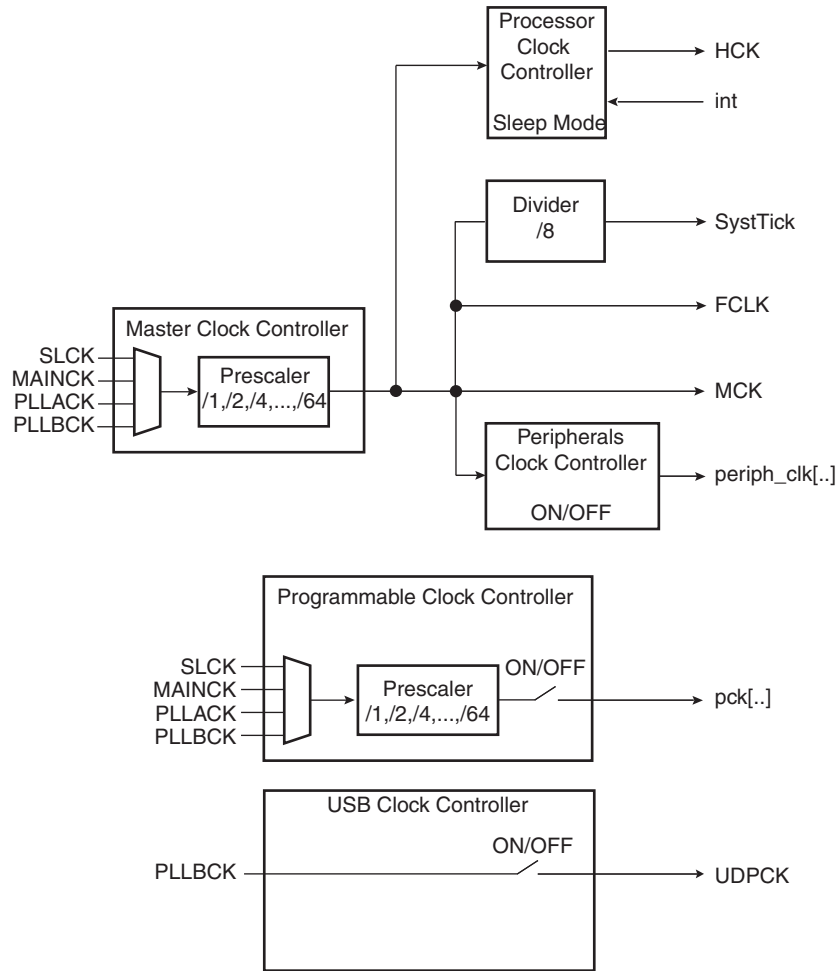 Processor
Clock
Controller
Sleep Mode
HCK
int
Divider
/8
SystTick
FCLK
Master Clock Controller
SLCK
MAINCK
PLLACK
PLLBCK
Prescaler
/1,/2,/4,...,/64
MCK
Peripherals
Clock Controller
ON/OFF
periph_clk[..]
Programmable Clock Controller
SLCK
MAINCK
PLLACK
PLLBCK
Prescaler
/1,/2,/4,...,/64
ON/OFF
pck[..]
USB Clock Controller
ON/OFF
PLLBCK
UDPCK